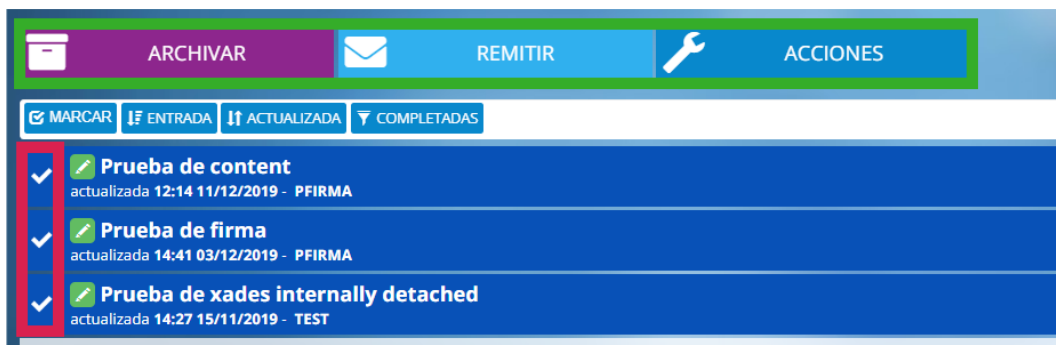 ARCHIVAR REMITIR ACCIONES
MARCAR ENTRADA ACTUALIZADA COMPLETADAS
Prueba de content
actualizada 12:14 11/12/2019 - PFIRMA
Prueba de firma
actualizada 14:41 03/12/2019 - PFIRMA
Prueba de xades internally detached
actualizada 14:27 15/11/2019 - TEST